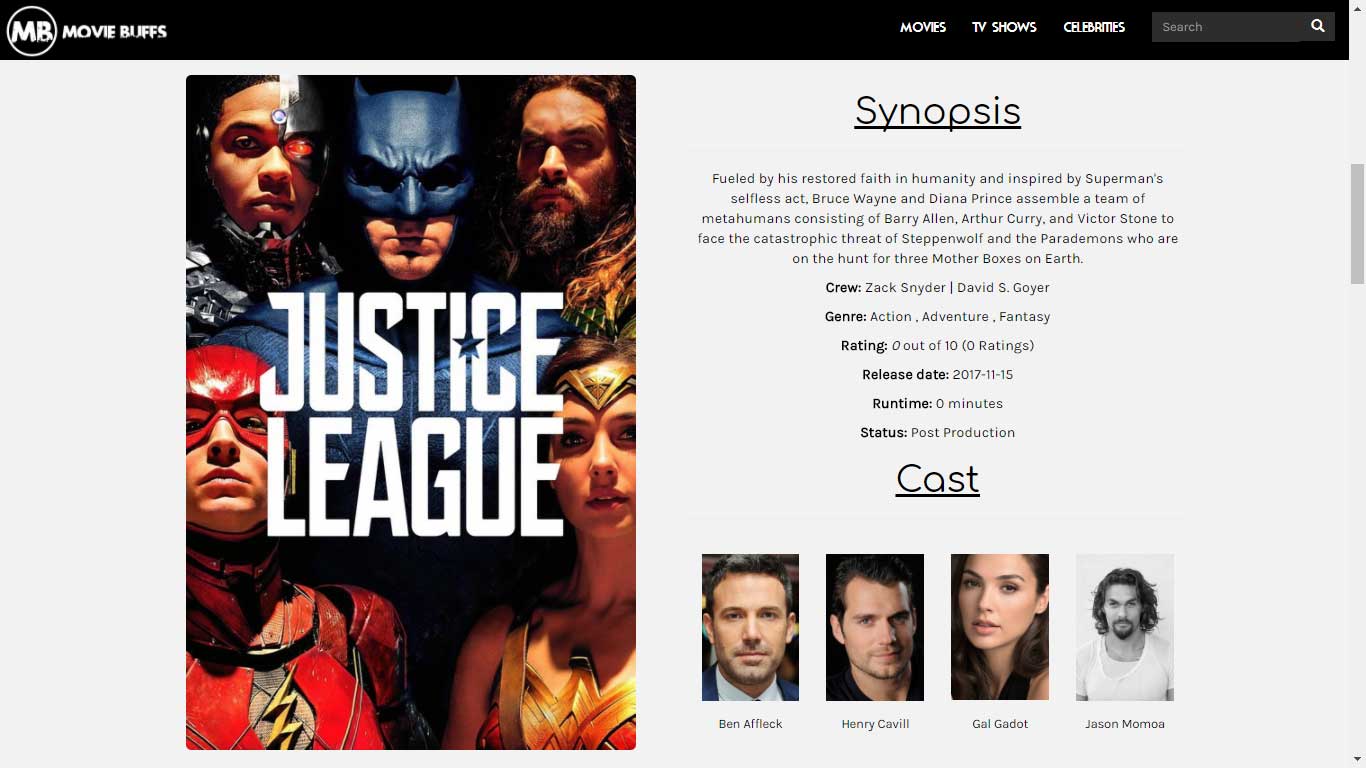 MB MOVIE BUFFS
MOVIES TV SHOWS CELEBRITIES Search
JUSTICE
LEAGUE
Synopsis
Fueled by his restored faith in humanity and inspired by Superman's
selfless act, Bruce Wayne and Diana Prince assemble a team of
metahumans consisting of Barry Allen, Arthur Curry, and Victor Stone to
face the catastrophic threat of Steppenwolf and the Parademons who are
on the hunt for three Mother Boxes on Earth.
Crew: Zack Snyder | David S. Goyer
Genre: Action , Adventure , Fantasy
Rating: 0 out of 10 (0 Ratings)
Release date: 2017-11-15
Runtime: 0 minutes
Status: Post Production
Cast
Ben Affleck Henry Cavill Gal Gadot Jason Momoa